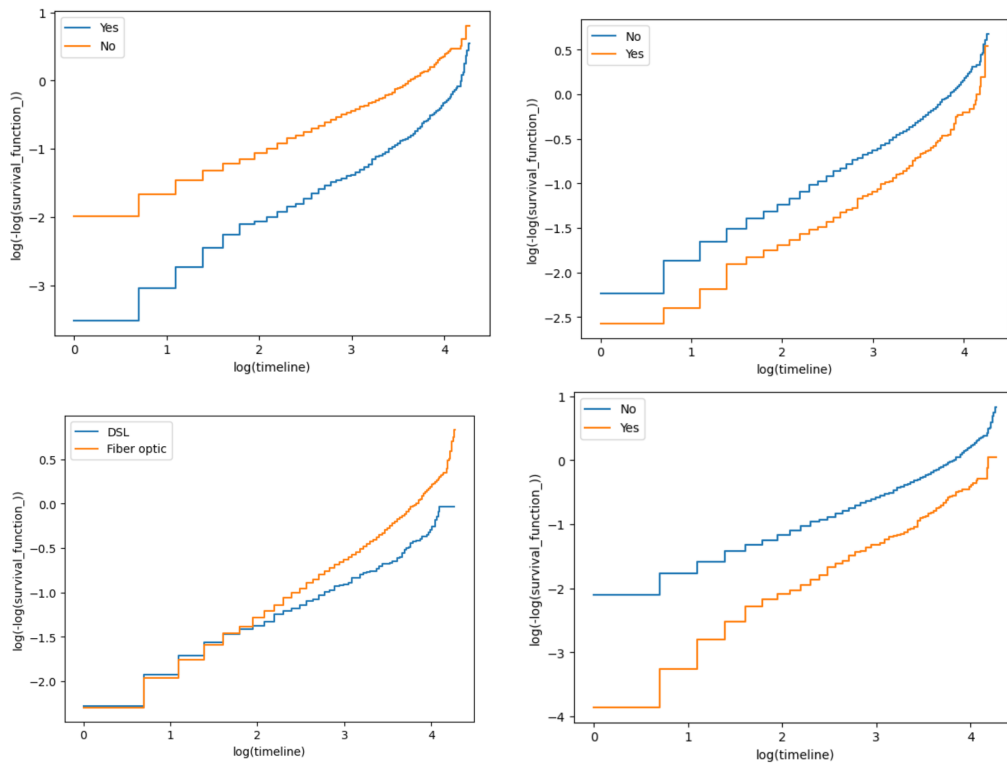 1
Yes
No
0
-1
-2
-3
log(-log(survival_function_))
0
1
2
3
4
log(timeline)
No
Yes
0.5
0.0
-0.5
-1.0
-1.5
-2.0
-2.5
log(-log(survival_function_))
0
1
2
3
4
log(timeline)
DSL
Fiber optic
0.5
0.0
-0.5
-1.0
-1.5
-2.0
log(-log(survival_function_))
0
1
2
3
4
log(timeline)
1
No
Yes
0
-1
-2
-3
-4
log(-log(survival_function_))
0
1
2
3
4
log(timeline)